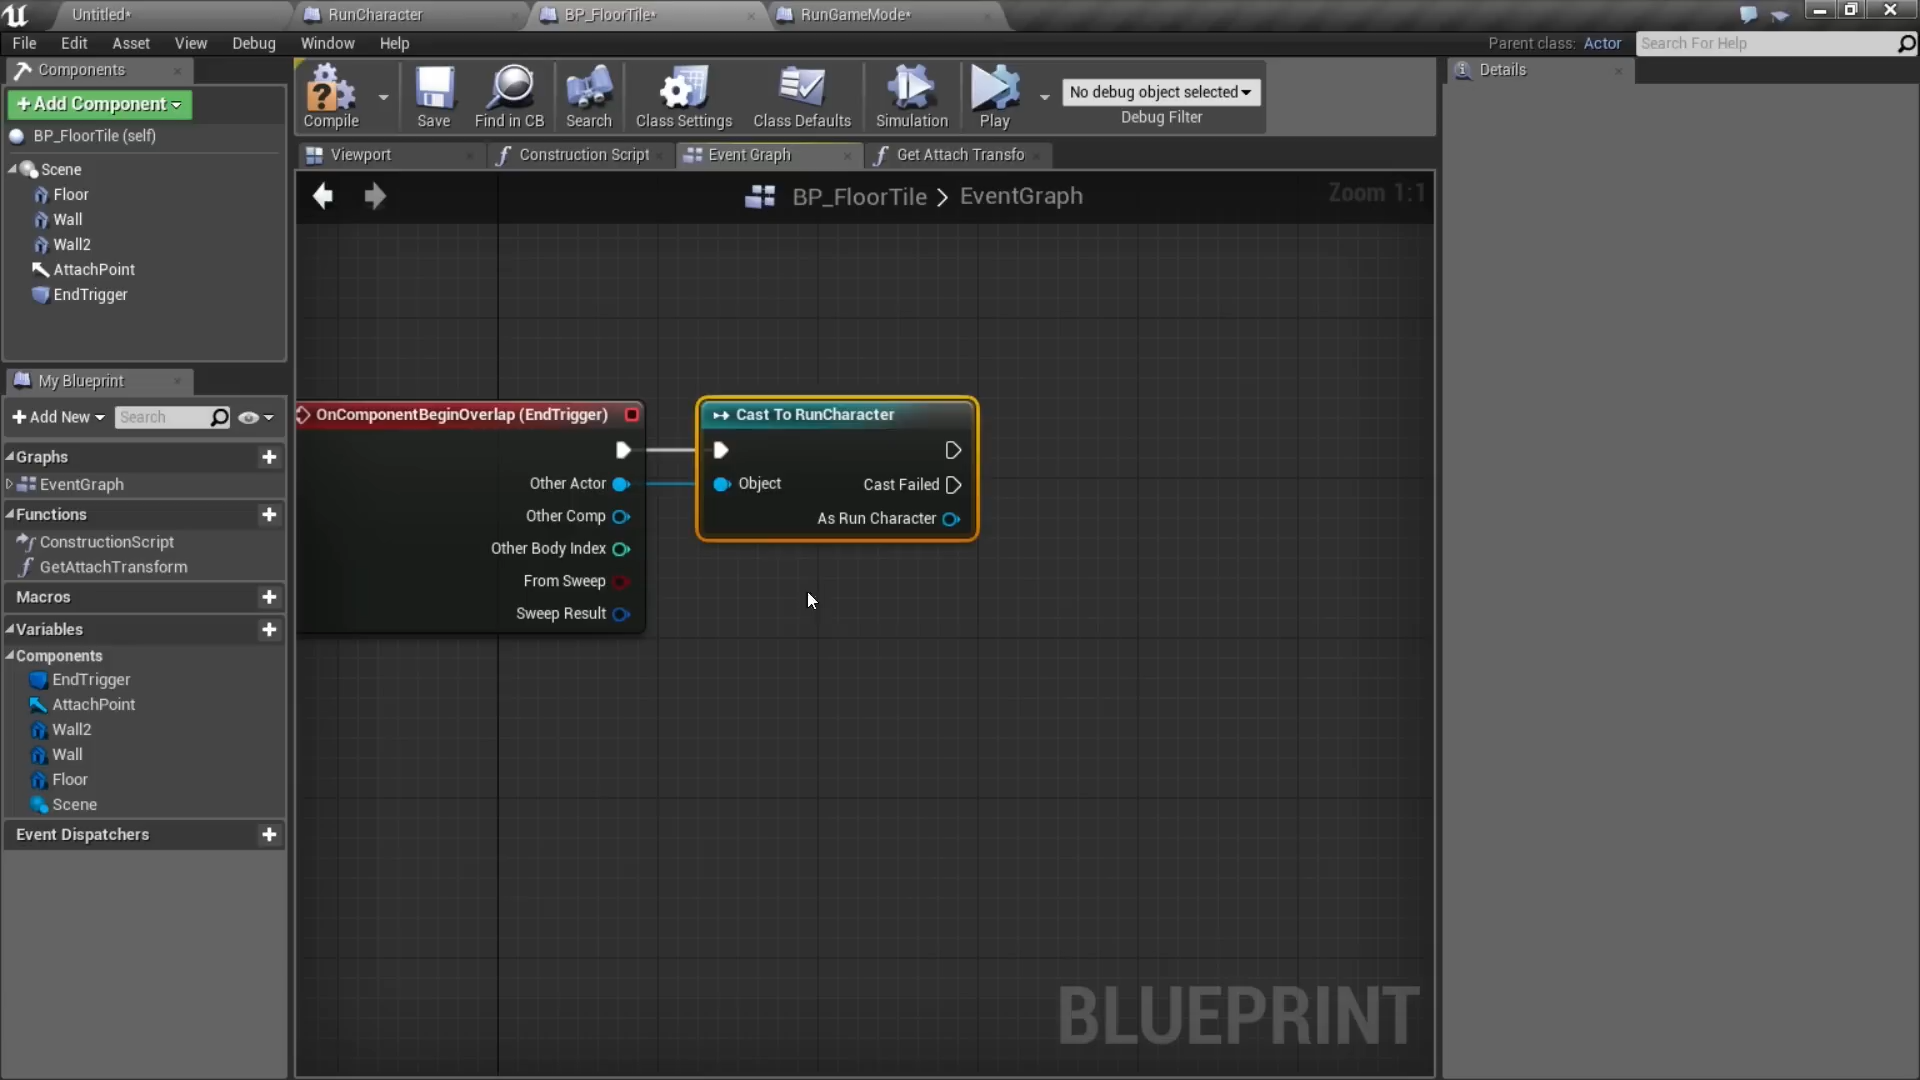 Untitled*
RunCharacter
BP_FloorTile*
RunGameMode*
File Edit Asset View Debug Window Help
Parent class: Actor
Search For Help
Components
+Add Component
BP_FloorTile (self)
Scene
Floor
Wall
Wall2
AttachPoint
EndTrigger
My Blueprint
+Add New
Search
Graphs
EventGraph
Functions
ConstructionScript
GetAttachTransform
Macros
Variables
Components
EndTrigger
AttachPoint
Wall2
Wall
Floor
Scene
Event Dispatchers
Compile
Save
Find in CB
Search
Class Settings
Class Defaults
Simulation
Play
No debug object selected
Debug Filter
Viewport
Construction Script
Event Graph
Get Attach Transfo
BP_FloorTile > EventGraph
Zoom 1:1
OnComponentBeginOverlap (EndTrigger)
Other Actor
Other Comp
Other Body Index
From Sweep
Sweep Result
Cast To RunCharacter
Object
Cast Failed
As Run Character
BLUEPRINT
Details